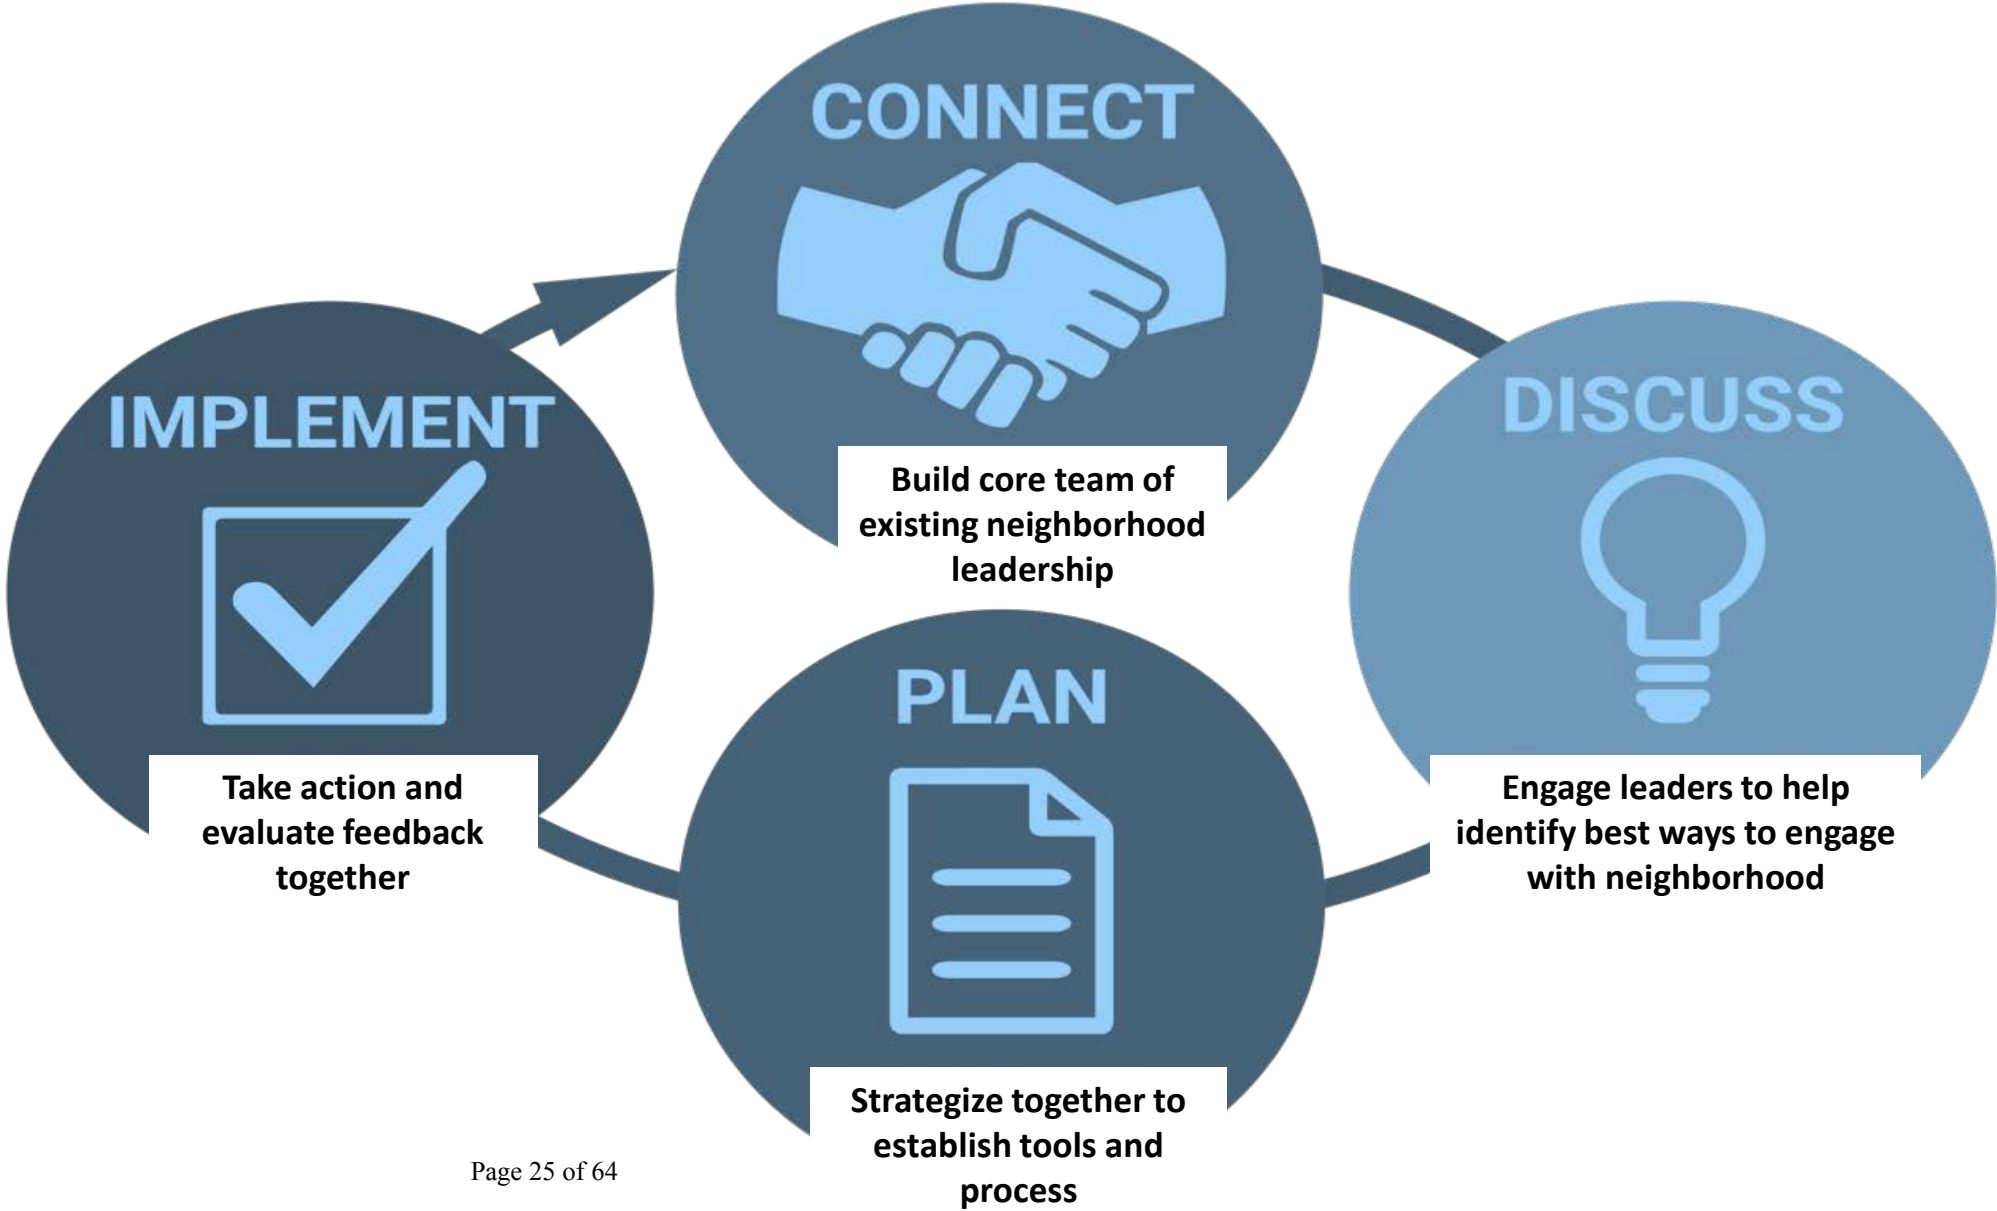 CONNECT
Build core team of
existing neighborhood
leadership
DISCUSS
Engage leaders to help
identify best ways to engage
with neighborhood
PLAN
Strategize together to
establish tools and
process
IMPLEMENT
Take action and
evaluate feedback
together
Page 25 of 64